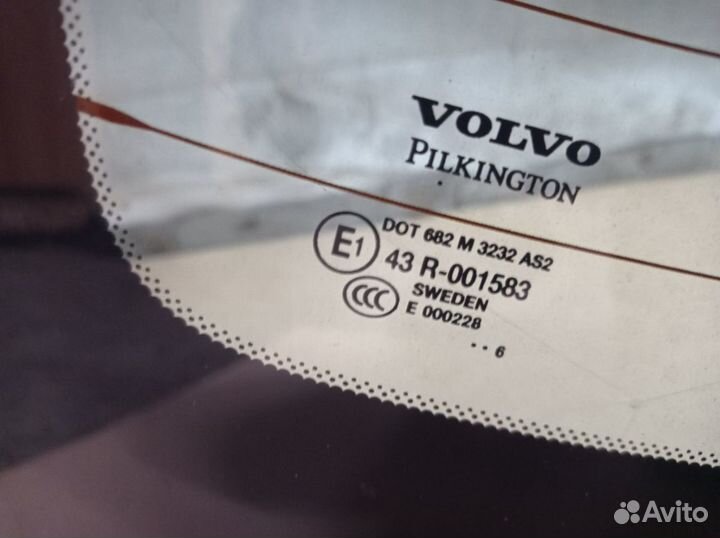 VOLVO
PILKINGTON
DOT 682 M 3232 AS2
E1 43 R-001583
CCC SWEDEN
E 000228
.. 6
Avito